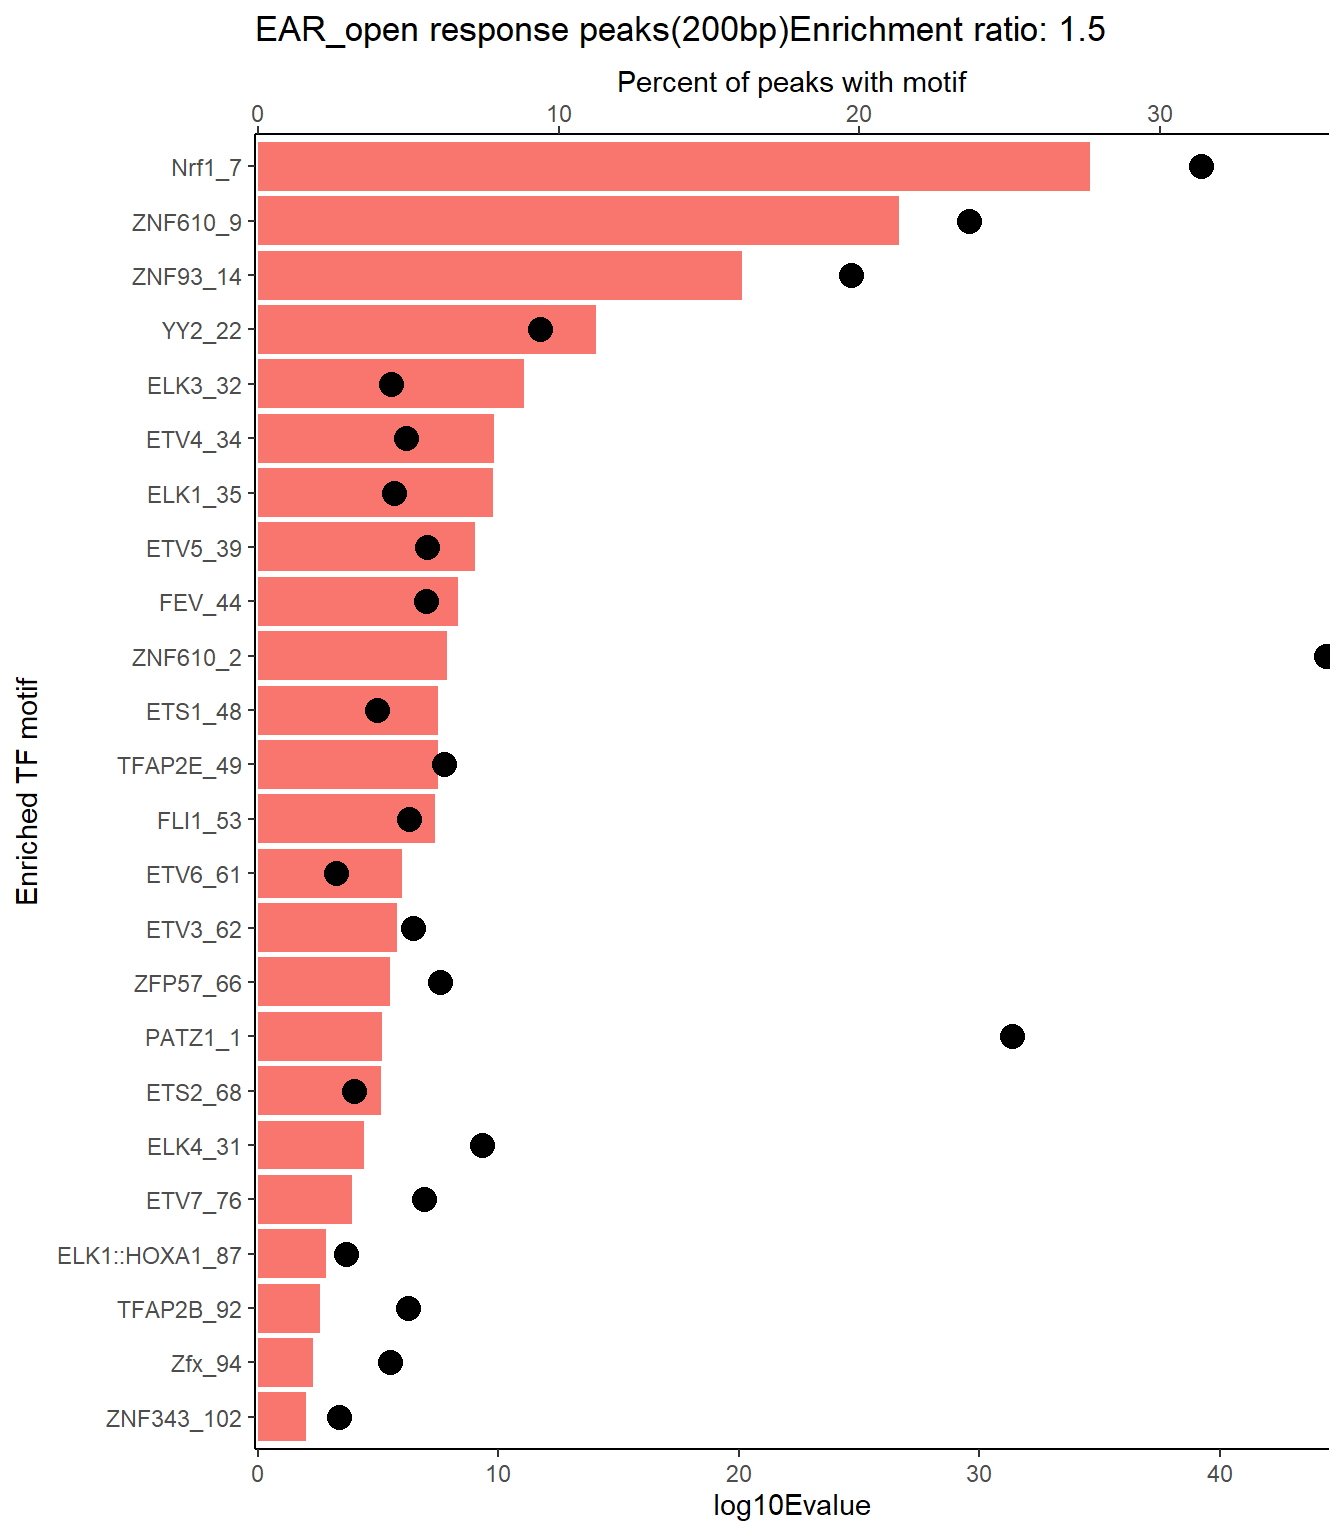 EAR_open response peaks(200bp)Enrichment ratio: 1.5
Percent of peaks with motif
0 10 20 30
Enriched TF motif
Nrf1_7
ZNF610_9
ZNF93_14
YY2_22
ELK3_32
ETV4_34
ELK1_35
ETV5_39
FEV_44
ZNF610_2
ETS1_48
TFAP2E_49
FLI1_53
ETV6_61
ETV3_62
ZFP57_66
PATZ1_1
ETS2_68
ELK4_31
ETV7_76
ELK1::HOXA1_87
TFAP2B_92
Zfx_94
ZNF343_102
0 10 20 30 40
log10Evalue